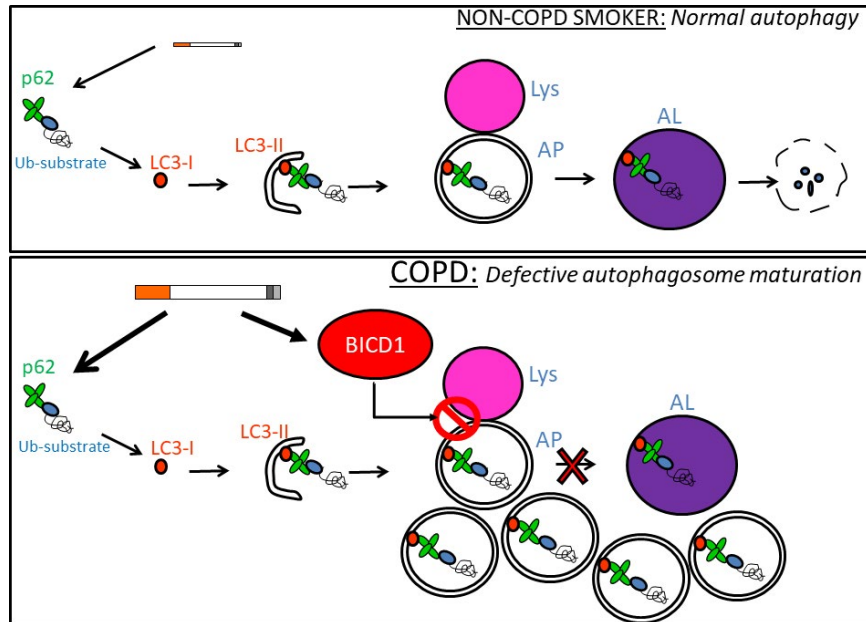 NON-COPD SMOKER: Normal autophagy
p62
Ub-substrate
LC3-I
LC3-II
Lys
AP
AL
COPD: Defective autophagosome maturation
BICD1
p62
Ub-substrate
LC3-I
LC3-II
Lys
AP
AL